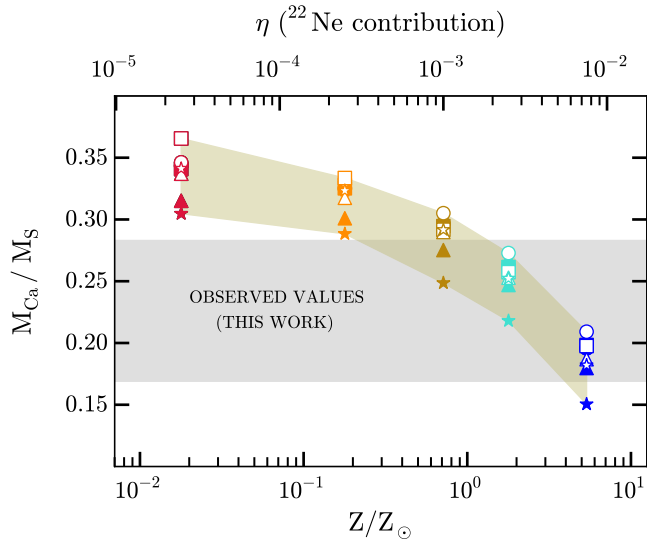 η (²²Ne contribution)
10⁻⁵ 10⁻⁴ 10⁻³ 10⁻²
M_Ca / M_S
0.35
0.30
0.25
0.20
0.15
OBSERVED VALUES
(THIS WORK)
10⁻² 10⁻¹ 10⁰ 10¹
Z/Z_⊙